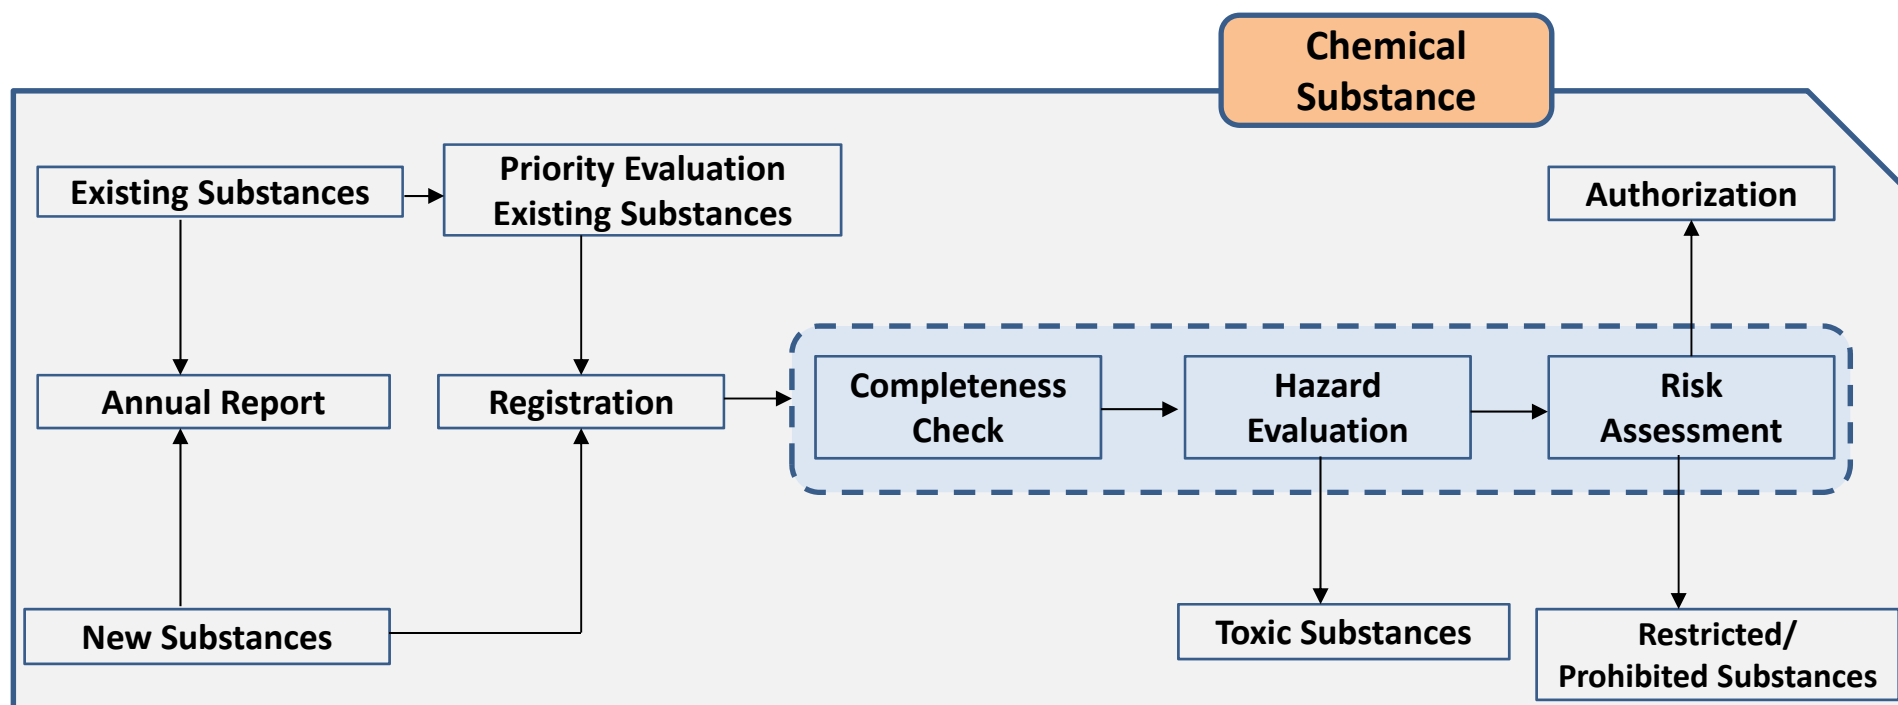 Chemical
Substance
Existing Substances
Priority Evaluation
Existing Substances
Authorization
Annual Report
Registration
Completeness
Check
Hazard
Evaluation
Risk
Assessment
New Substances
Toxic Substances
Restricted/
Prohibited Substances